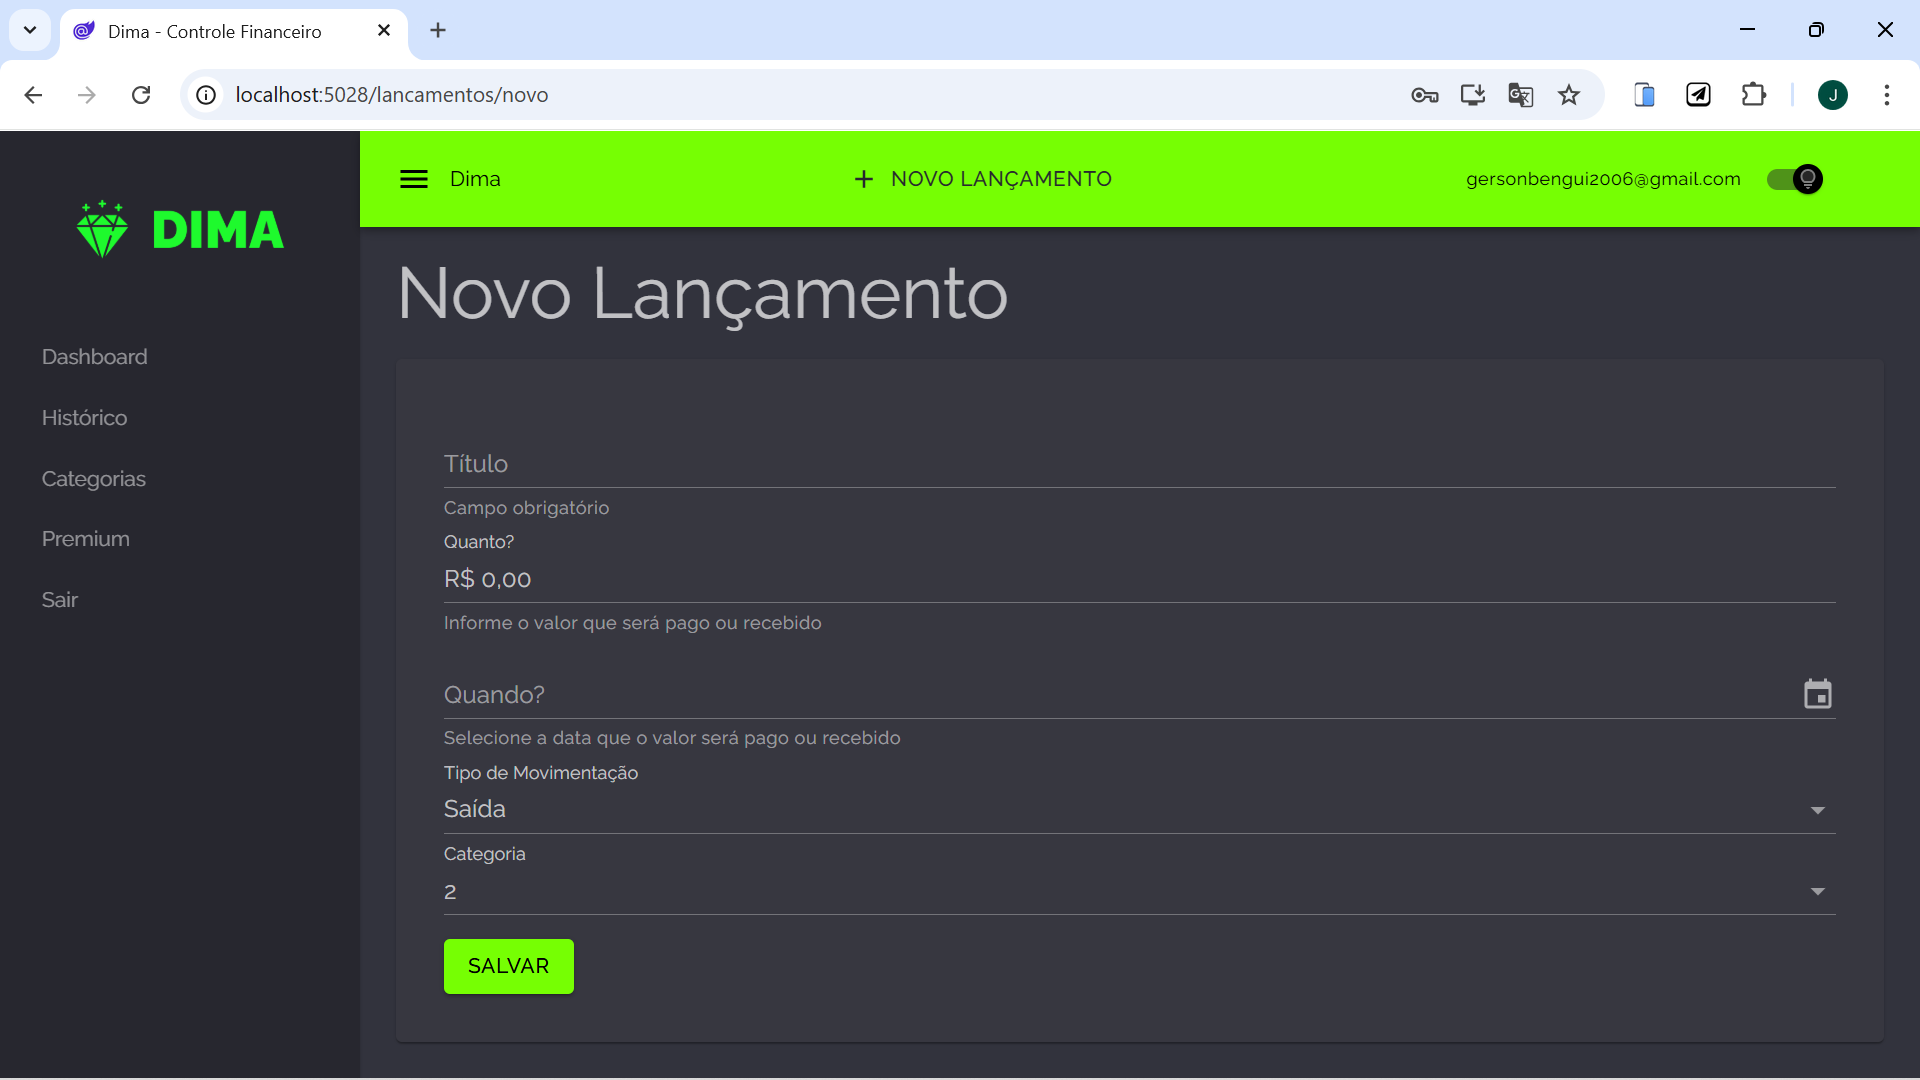 Dima - Controle Financeiro
localhost:5028/lancamentos/novo
J
DIMA
Dima
NOVO LANÇAMENTO
gersonbengui2006@gmail.com
Dashboard
Histórico
Categorias
Premium
Sair
Novo Lançamento
Título
Campo obrigatório
Quanto?
R$ 0,00
Informe o valor que será pago ou recebido
Quando?
Selecione a data que o valor será pago ou recebido
Tipo de Movimentação
Saída
Categoria
2
SALVAR